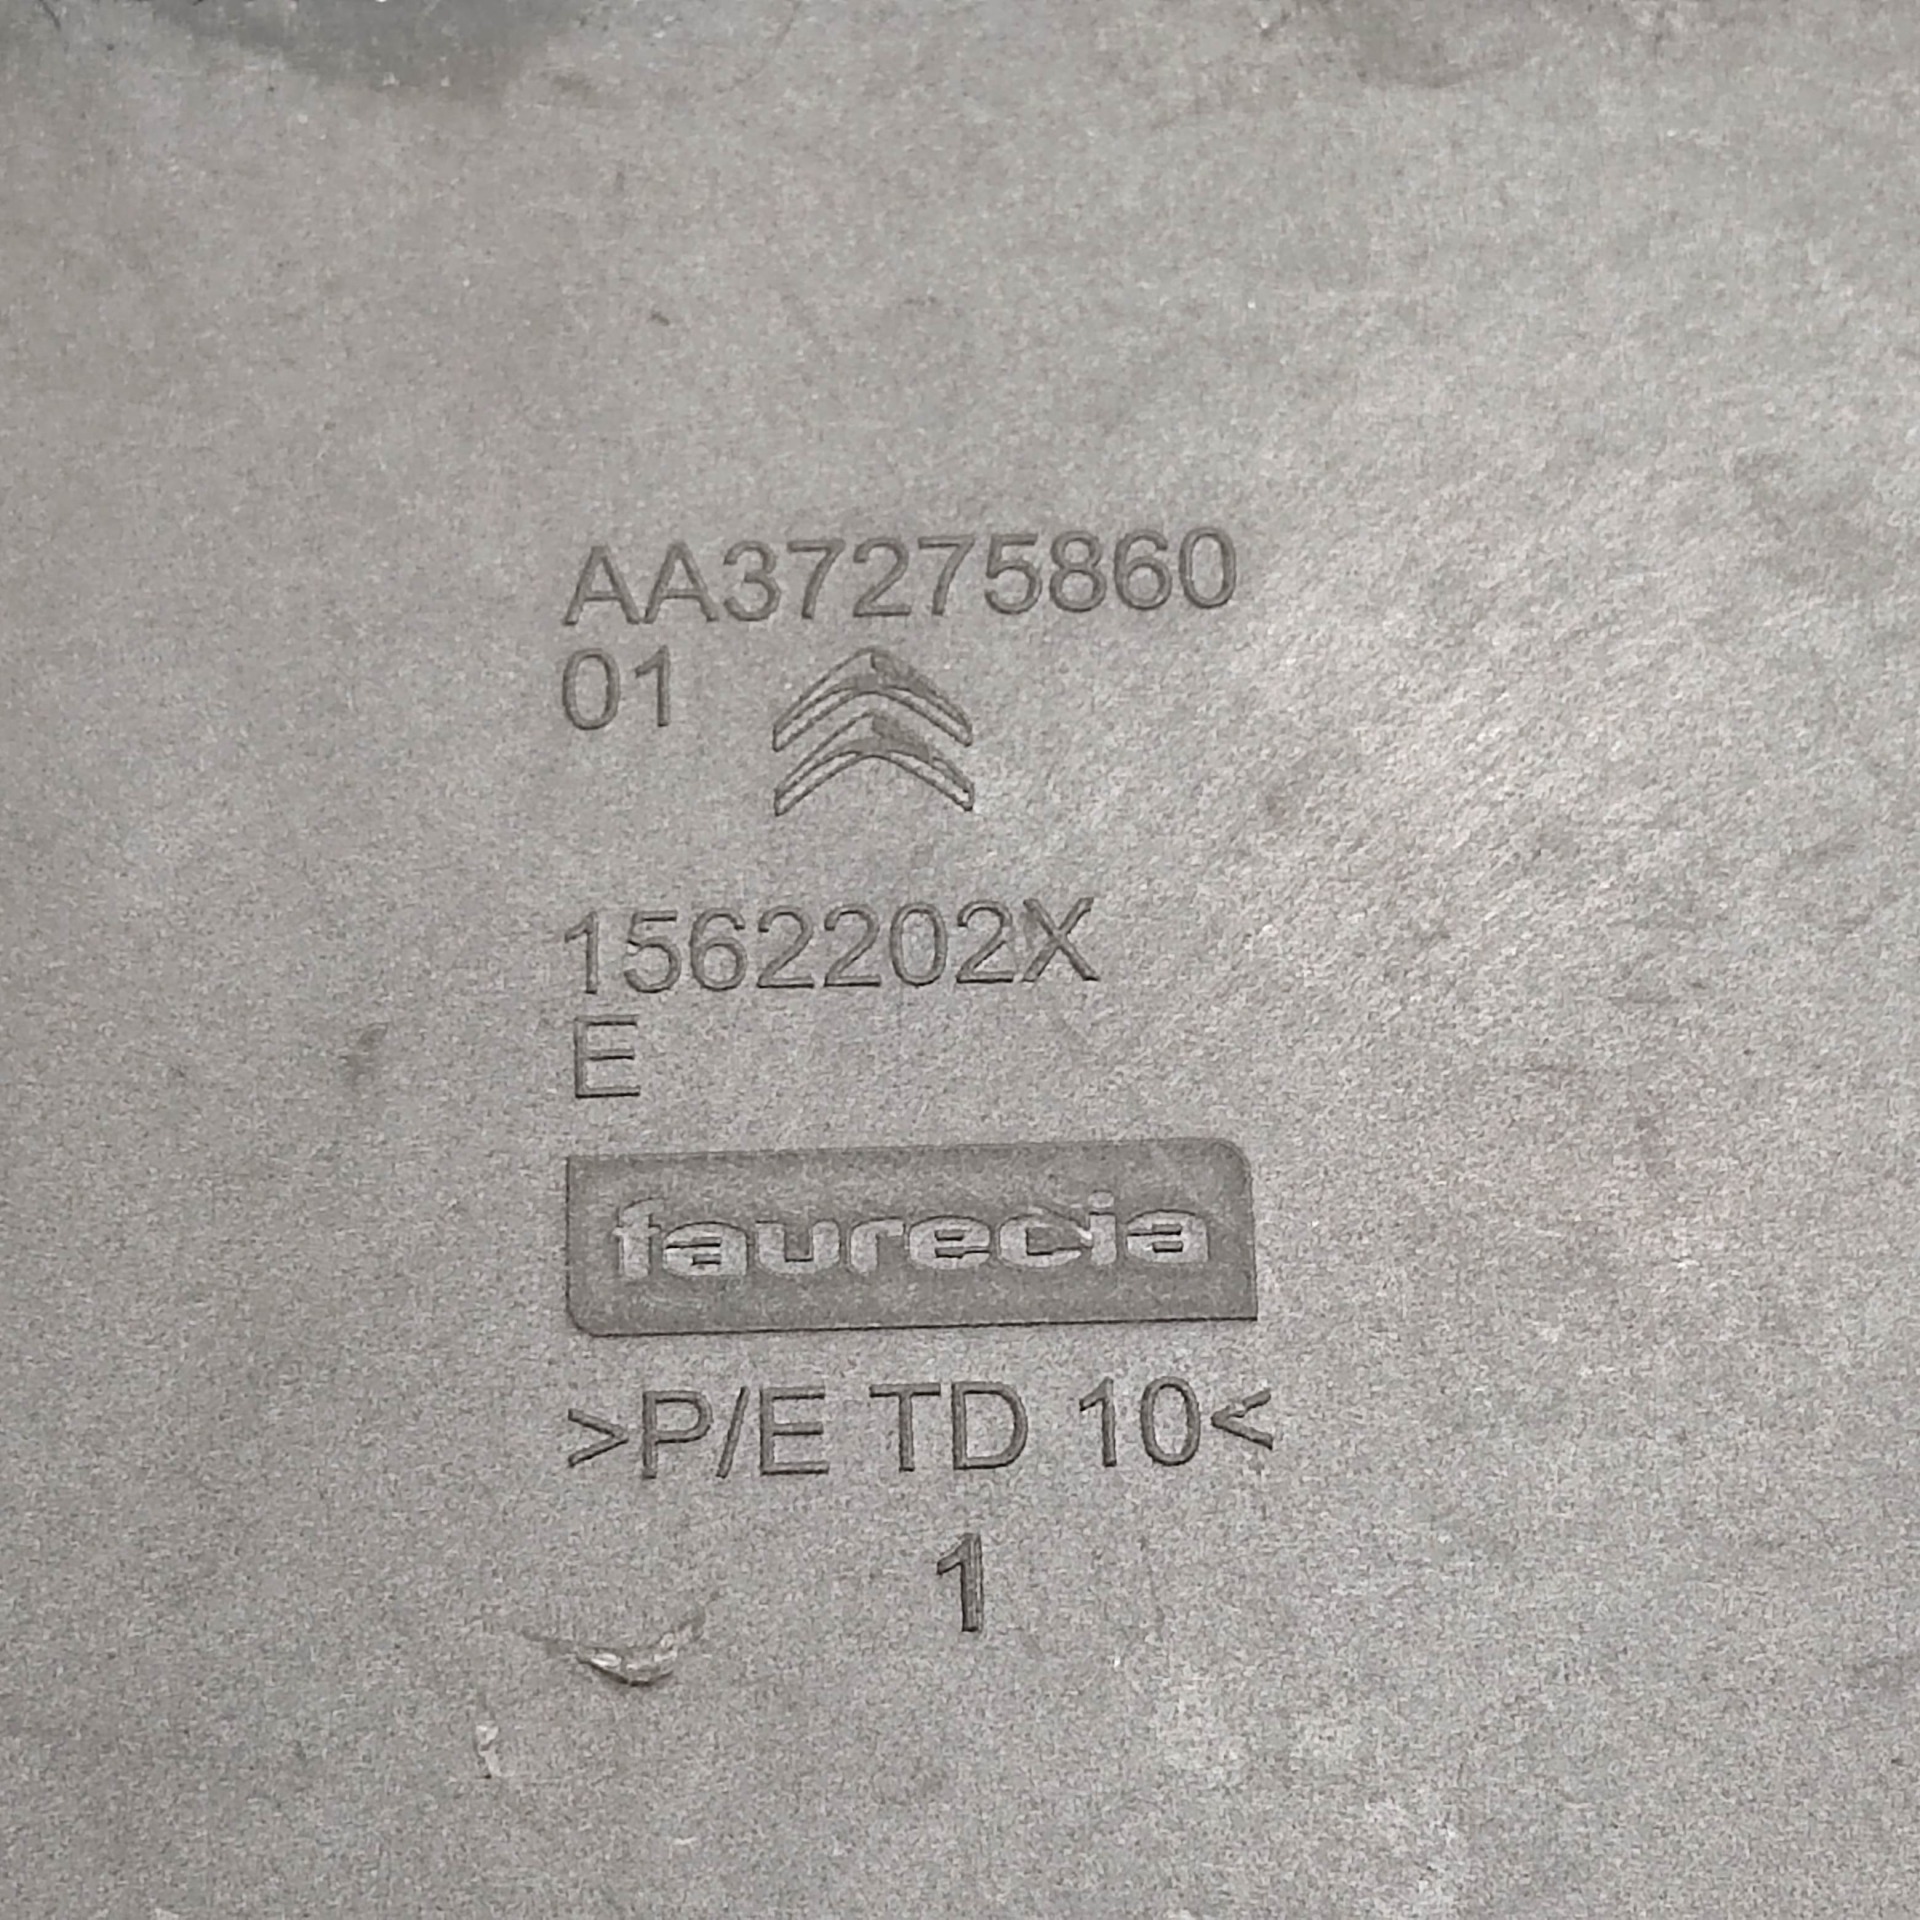 AA37275860
01
1562202X
E
faurecia
>P/E TD 10<
1